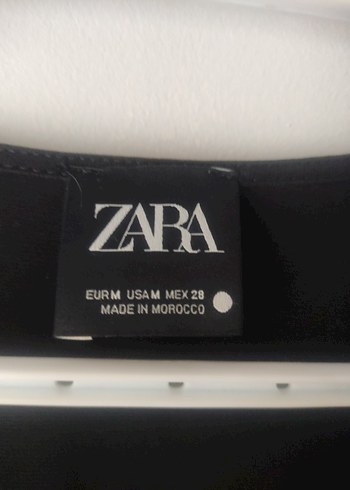 ZARA
EUR M USA M MEX 28
MADE IN MOROCCO